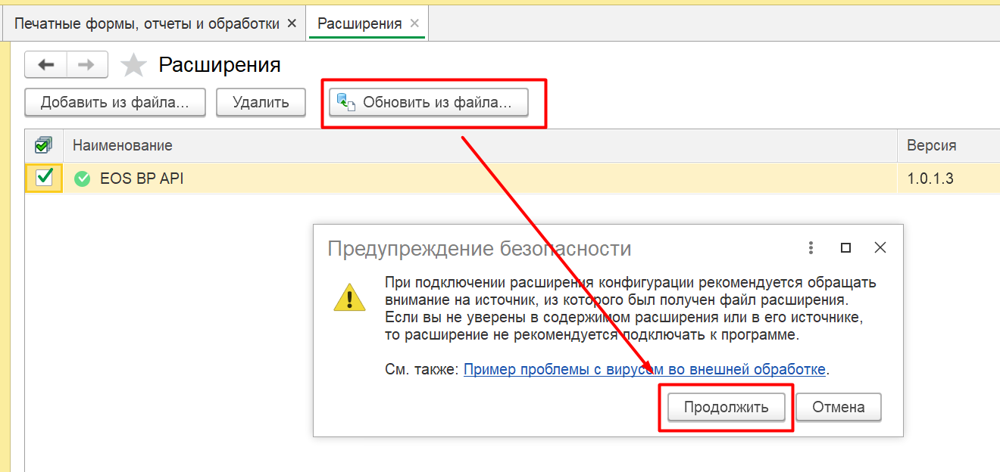 Печатные формы, отчеты и обработки
Расширения
Расширения
Добавить из файла...
Удалить
Обновить из файла...
Наименование
Версия
EOS BP API
1.0.1.3
Предупреждение безопасности
При подключении расширения конфигурации рекомендуется обращать
внимание на источник, из которого был получен файл расширения.
Если вы не уверены в содержимом расширения или в его источнике,
то расширение не рекомендуется подключать к программе.
См. также: Пример проблемы с вирусом во внешней обработке.
Продолжить
Отмена